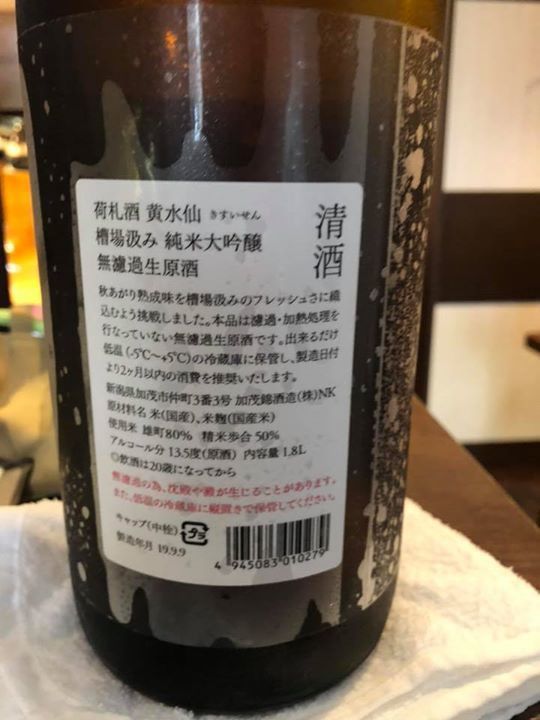 清酒
荷札酒 黄水仙 きすいせん
槽場汲み 純米大吟醸
無濾過生原酒
秋あがり熟成味を槽場汲みのフレッシュさに織
込むよう挑戦しました。本品は濾過・加熱処理を
行なっていない無濾過生原酒です。出来るだけ
低温(-5℃〜+5℃)の冷蔵庫に保管し、製造日付
より2ヶ月以内の消費を推奨いたします。
新潟県加茂市仲町3番3号 加茂錦酒造(株)NK
原材料名 米(国産)、米麹(国産米)
使用米 雄町80% 精米歩合 50%
アルコール分 13.5度(原酒) 内容量 1.8L
◎飲酒は20歳になってから
無濾過の為、沈殿や澱が生じることがあります。
また、低温の冷蔵庫に縦置きで保管してください。
キャップ(中栓) プラ
製造年月 19.9.9
4 945083 010279